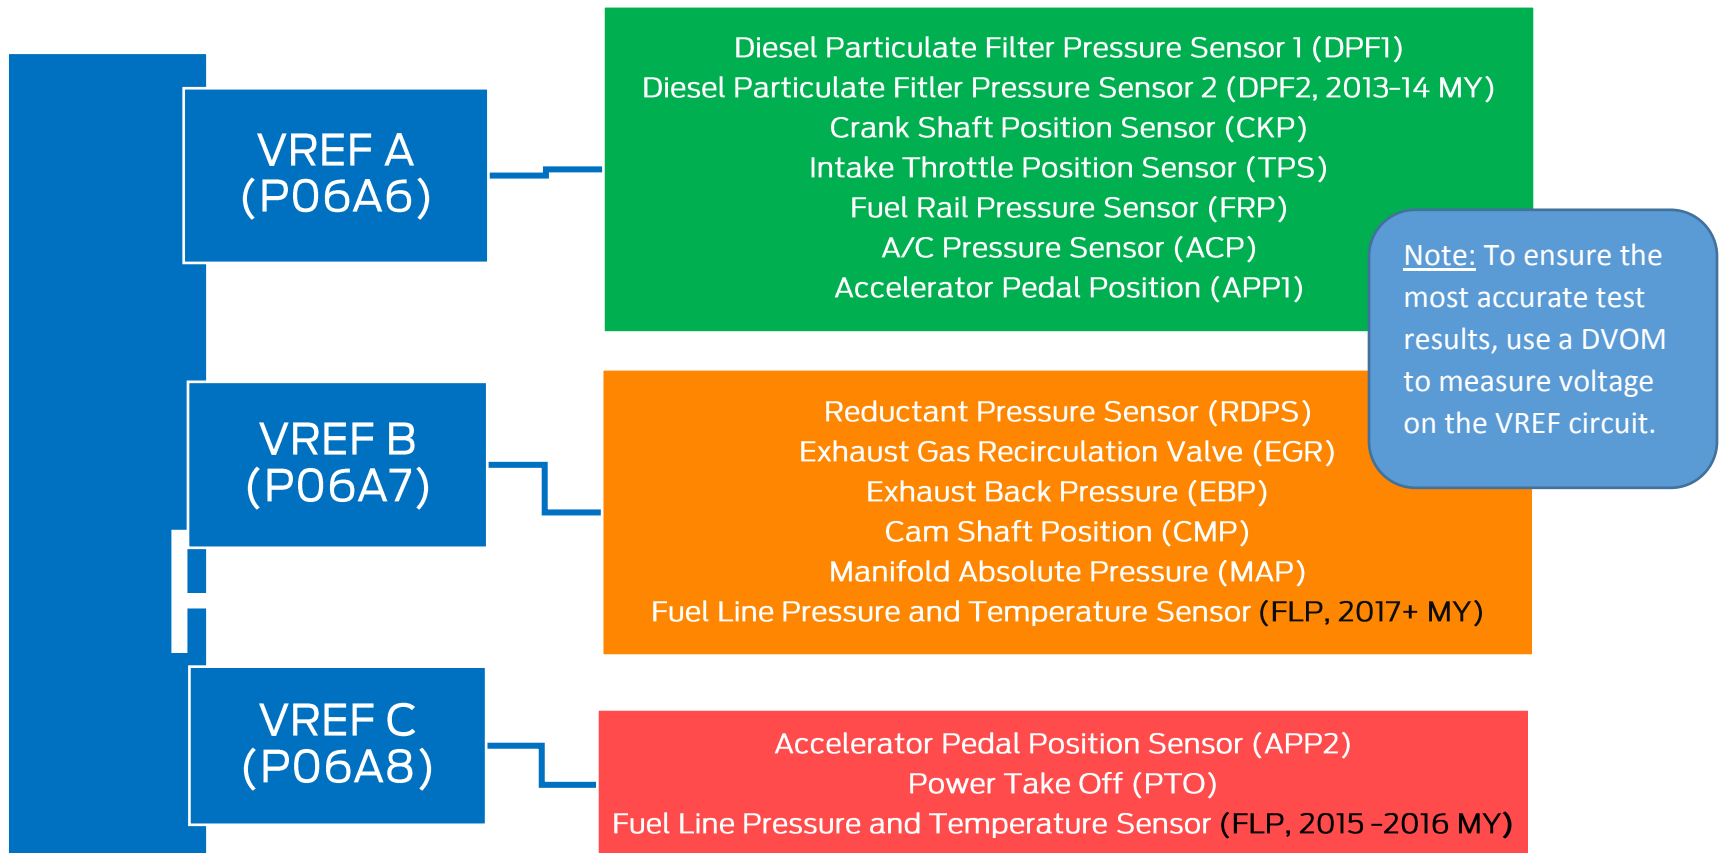 VREF A
(P06A6)
Diesel Particulate Filter Pressure Sensor 1 (DPF1)
Diesel Particulate Fitler Pressure Sensor 2 (DPF2, 2013-14 MY)
Crank Shaft Position Sensor (CKP)
Intake Throttle Position Sensor (TPS)
Fuel Rail Pressure Sensor (FRP)
A/C Pressure Sensor (ACP)
Accelerator Pedal Position (APP1)
Note: To ensure the
most accurate test
results, use a DVOM
to measure voltage
on the VREF circuit.
VREF B
(P06A7)
Reductant Pressure Sensor (RDPS)
Exhaust Gas Recirculation Valve (EGR)
Exhaust Back Pressure (EBP)
Cam Shaft Position (CMP)
Manifold Absolute Pressure (MAP)
Fuel Line Pressure and Temperature Sensor (FLP, 2017+ MY)
VREF C
(P06A8)
Accelerator Pedal Position Sensor (APP2)
Power Take Off (PTO)
Fuel Line Pressure and Temperature Sensor (FLP, 2015 -2016 MY)